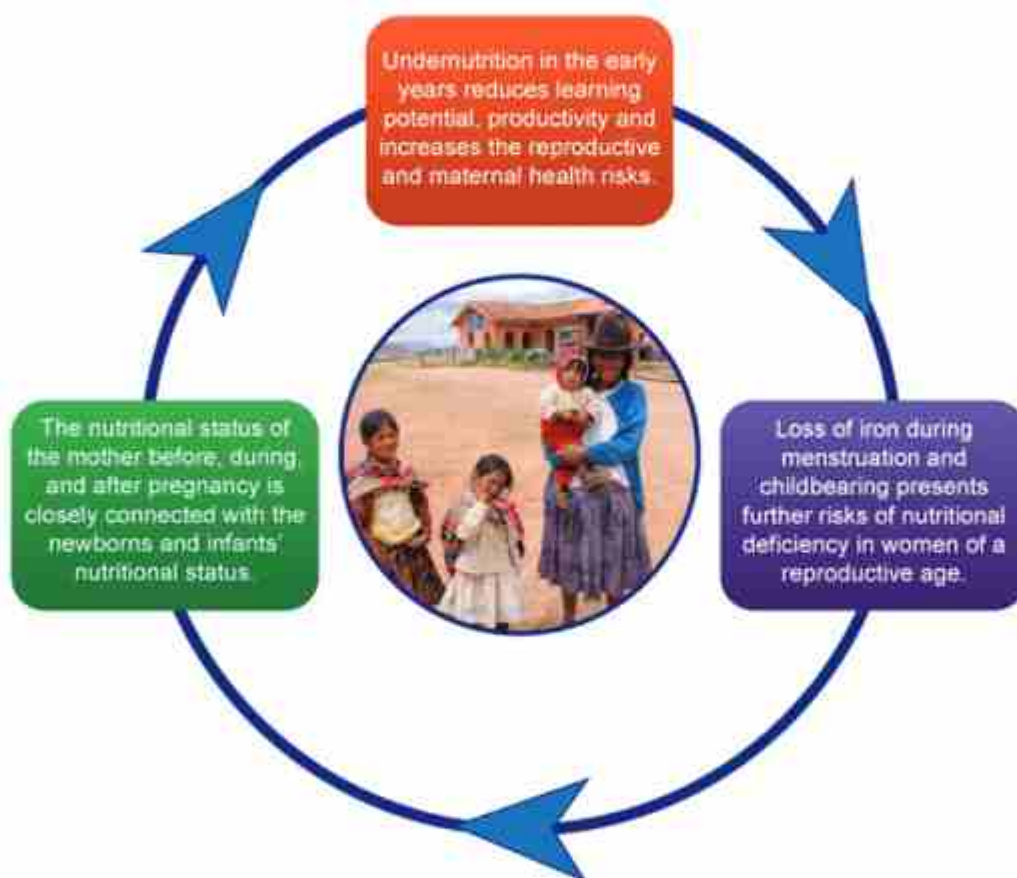 Undernutrition in the early
years reduces learning
potential, productivity and
increases the reproductive
and maternal health risks.
The nutritional status of
the mother before, during,
and after pregnancy is
closely connected with the
newborns and infants'
nutritional status.
Loss of iron during
menstruation and
childbearing presents
further risks of nutritional
deficiency in women of a
reproductive age.